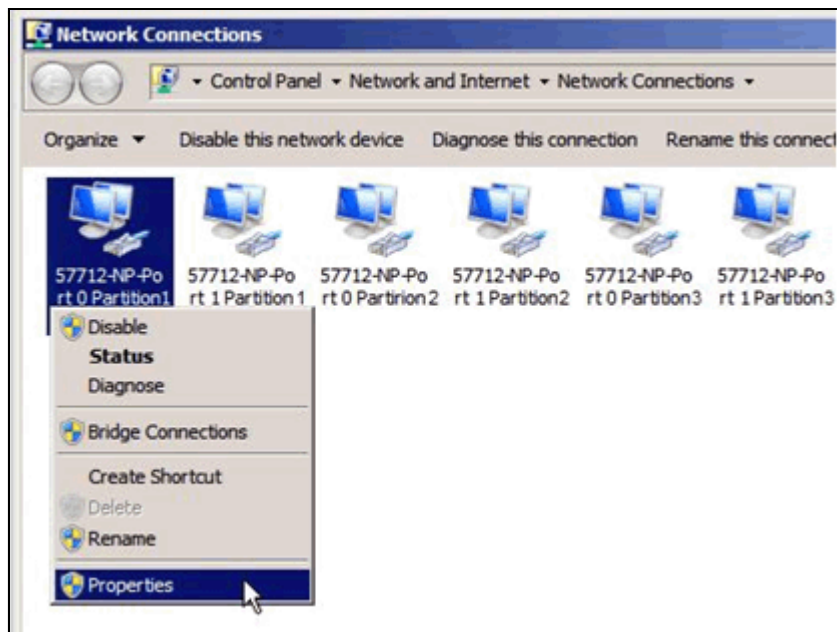 Network Connections
Control Panel Network and Internet Network Connections
Organize Disable this network device Diagnose this connection Rename this connect
57712-NP-Po
rt 0 Partition1
57712-NP-Po
rt 1 Partition 1
57712-NP-Po
rt 0 Partirion 2
57712-NP-Po
rt 1 Partition2
57712-NP-Po
rt 0 Partition3
57712-NP-Po
rt 1 Partition3
Disable
Status
Diagnose
Bridge Connections
Create Shortcut
Delete
Rename
Properties